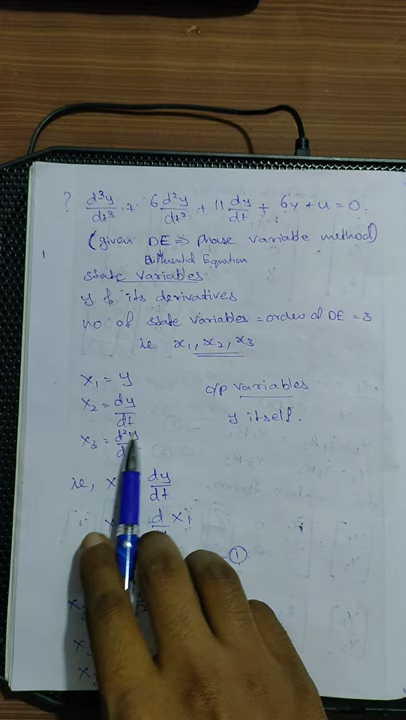 ? d³y/dt³ + 6 d²y/dt² + 11 dy/dt + 6y + u = 0
(given DE ⇒ phase variable method)
Differential Equation
state variables
y & its derivatives
no of state variables = order of DE = 3
ie x₁, x₂, x₃
x₁ = y
o/p variables
x₂ = dy/dt
y itself.
x₃ = d²y
ie, x dy/dt
d x₁
①